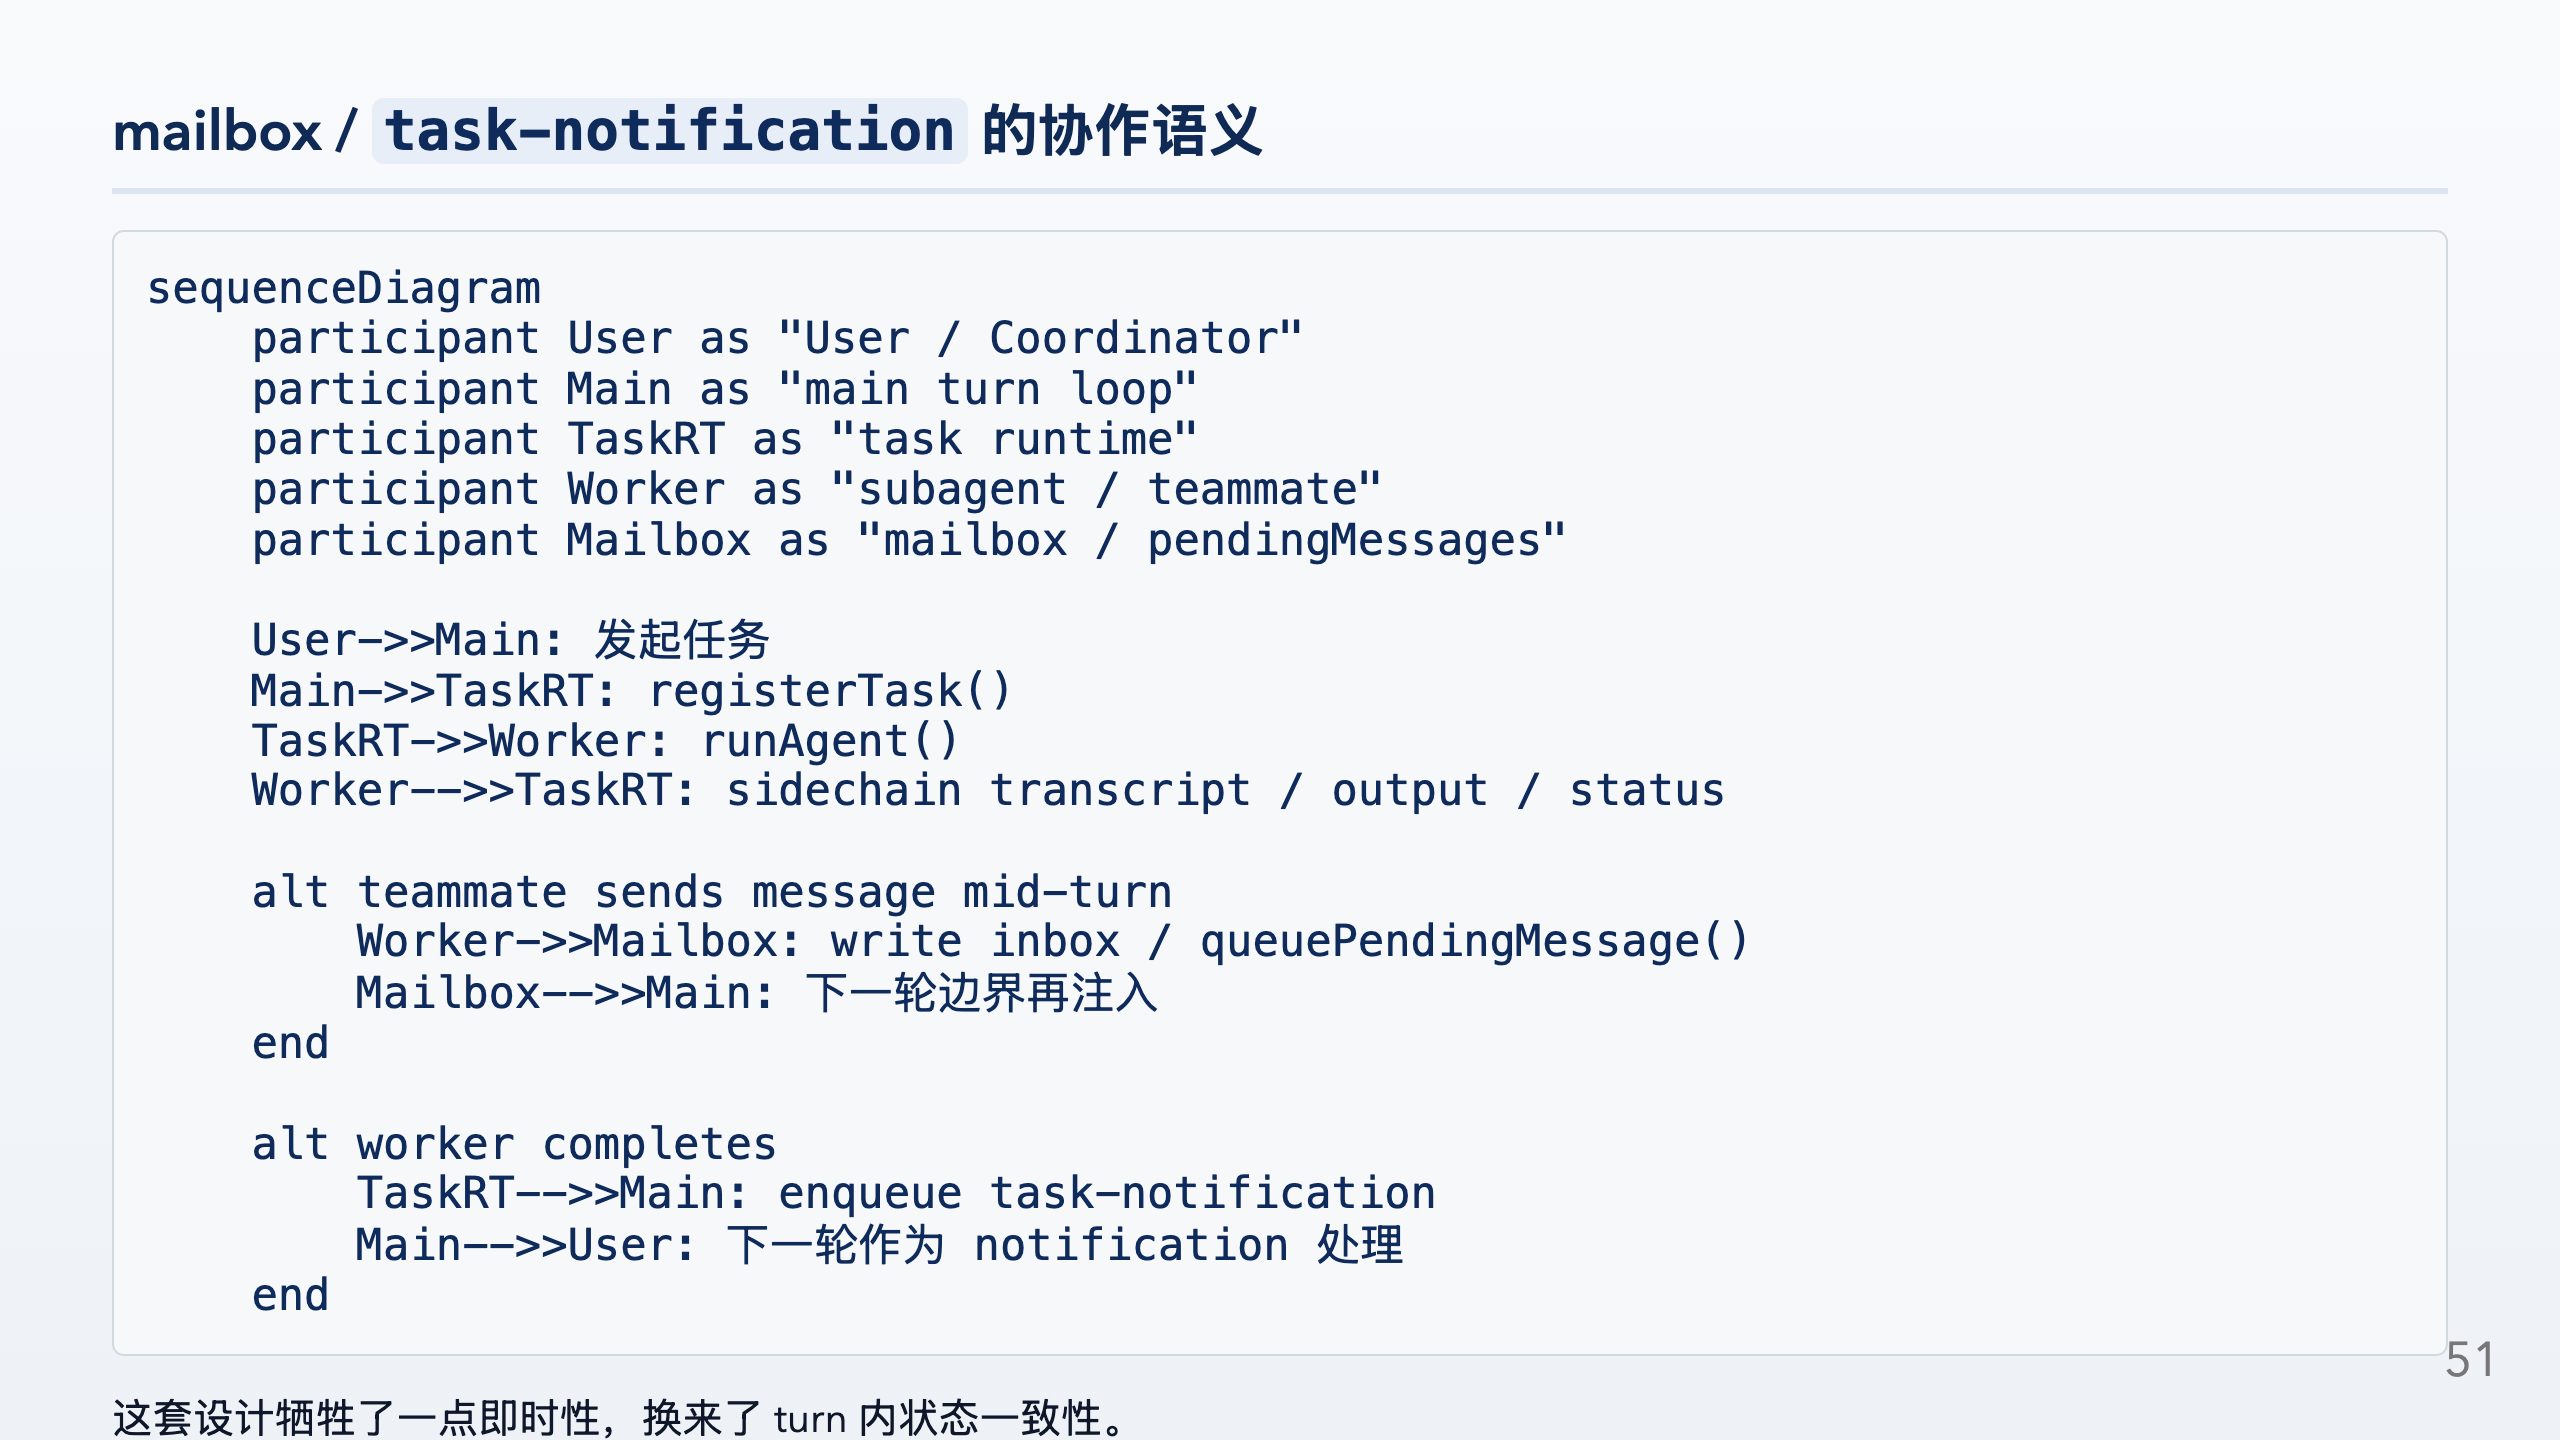 mailbox / task-notification 的协作语义
sequenceDiagram
    participant User as "User / Coordinator"
    participant Main as "main turn loop"
    participant TaskRT as "task runtime"
    participant Worker as "subagent / teammate"
    participant Mailbox as "mailbox / pendingMessages"
    User->>Main: 发起任务
    Main->>TaskRT: registerTask()
    TaskRT->>Worker: runAgent()
    Worker-->>TaskRT: sidechain transcript / output / status
    alt teammate sends message mid-turn
        Worker->>Mailbox: write inbox / queuePendingMessage()
        Mailbox-->>Main: 下一轮边界再注入
    end
    alt worker completes
        TaskRT-->>Main: enqueue task-notification
        Main-->>User: 下一轮作为 notification 处理
    end
51
这套设计牺牲了一点即时性，换来了 turn 内状态一致性。